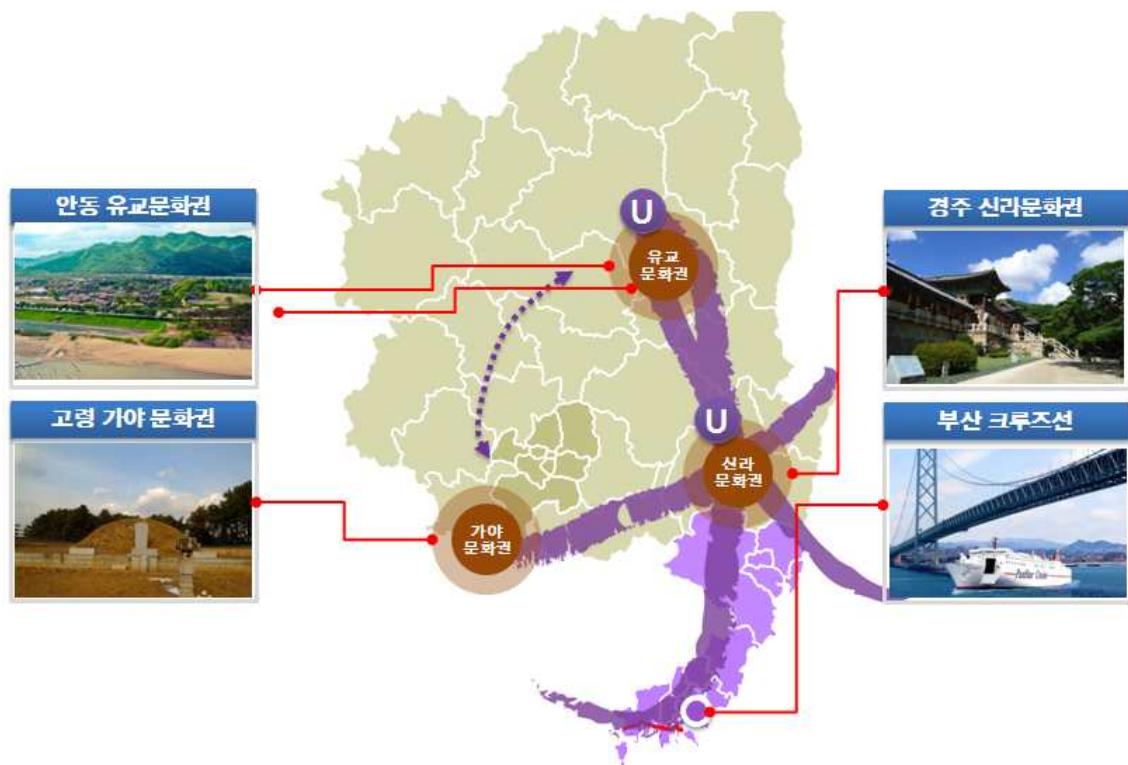 안동 유교문화권
고령 가야 문화권
U
유교
문화권
U
신라
문화권
가야
문화권
C
경주 신라문화권
부산 크루즈선
PanStar Cruise